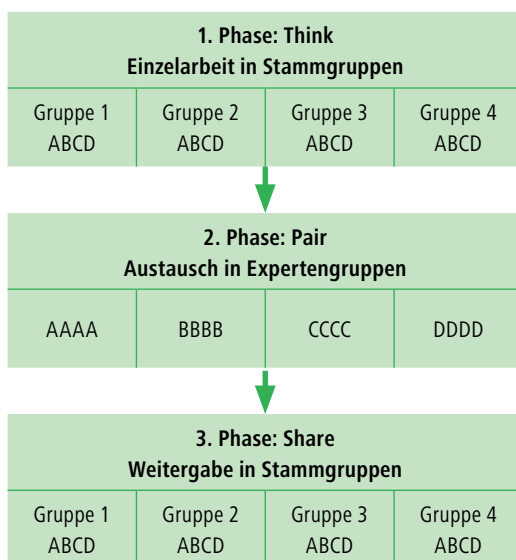 1. Phase: Think
Einzelarbeit in Stammgruppen
Gruppe 1 Gruppe 2 Gruppe 3 Gruppe 4
ABCD ABCD ABCD ABCD
2. Phase: Pair
Austausch in Expertengruppen
AAAA BBBB CCCC DDDD
3. Phase: Share
Weitergabe in Stammgruppen
Gruppe 1 Gruppe 2 Gruppe 3 Gruppe 4
ABCD ABCD ABCD ABCD